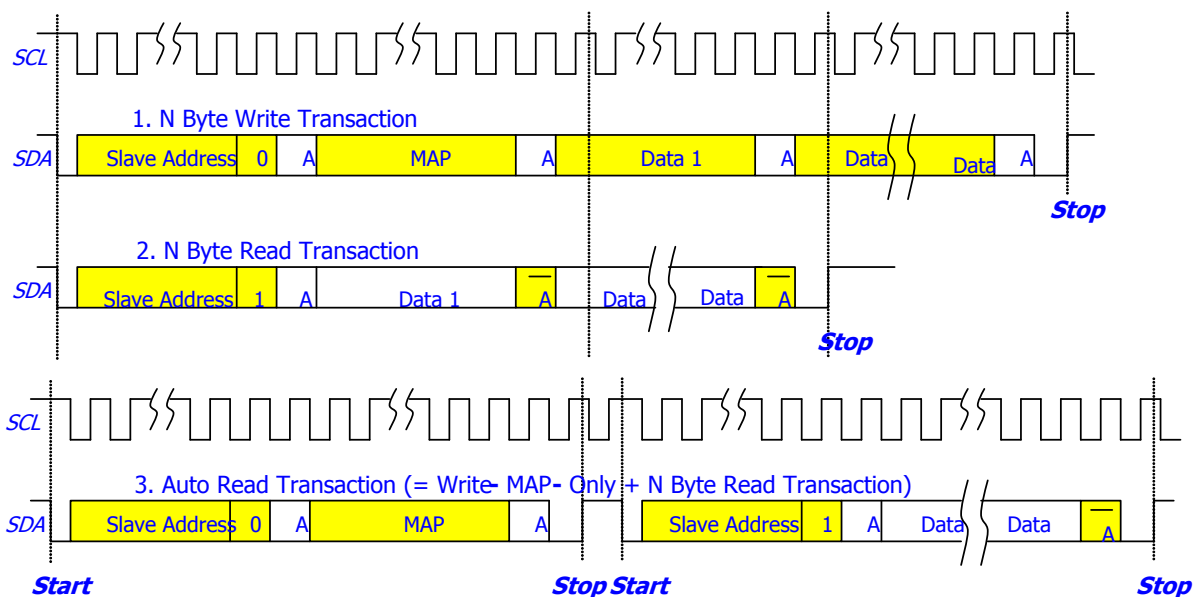 SCL
1. N Byte Write Transaction
SDA Slave Address 0 A MAP A Data 1 A Data Data A
Stop
2. N Byte Read Transaction
SDA Slave Address 1 A Data 1 A Data Data A
Stop
SCL
3. Auto Read Transaction (= Write- MAP- Only + N Byte Read Transaction)
SDA Slave Address 0 A MAP A Slave Address 1 A Data Data A
Start Stop Start Stop